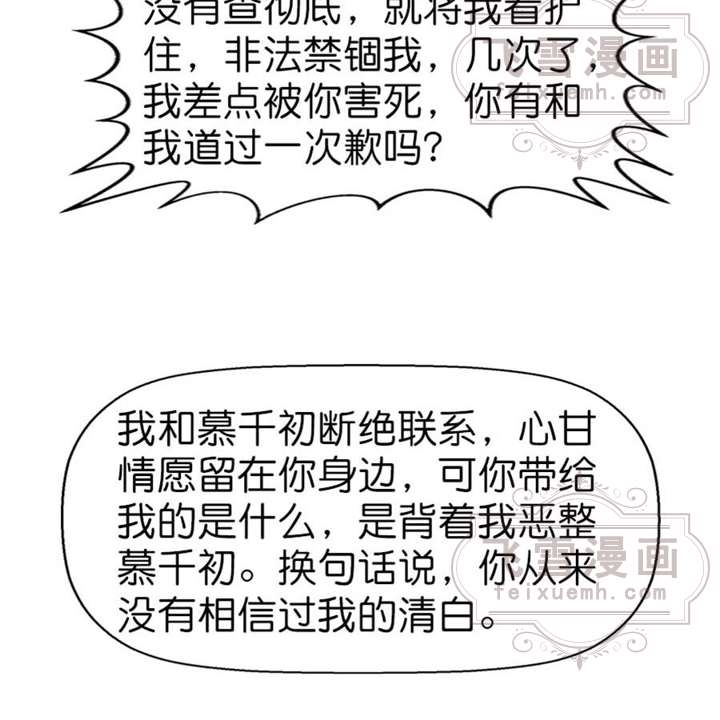 没有查彻底，就将我看护
住，非法禁锢我，几次了，
我差点被你害死，你有和
我道过一次歉吗?
飞雪漫画
feixuemh.com
我和慕千初断绝联系，心甘
情愿留在你身边，可你带给
我的是什么，是背着我恶整
慕千初。换句话说，你从来
没有相信过我的清白。
飞雪漫画
feixuemh.com